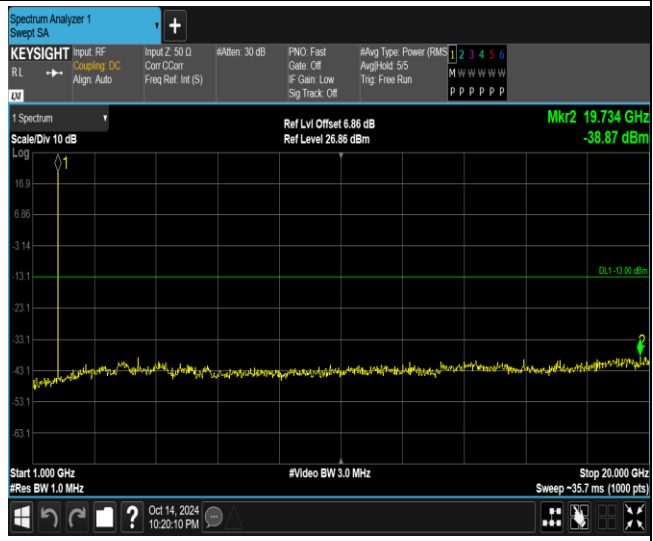 Spectrum Analyzer 1
Swept SA
+
KEYSIGHT
RL
LXI
Input: RF
Coupling: DC
Align: Auto
Input Z: 50 Ω
Corr CCorr
Freq Ref: Int (S)
#Atten: 30 dB
PNO: Fast
Gate: Off
IF Gain: Low
Sig Track: Off
#Avg Type: Power (RMS
Avg|Hold: 5/5
Trig: Free Run
1 2 3 4 5 6
M W W W W W
P P P P P P
1 Spectrum
Scale/Div 10 dB
Ref Lvl Offset 6.86 dB
Ref Level 26.86 dBm
Mkr2 19.734 GHz
-38.87 dBm
Log
1
16.9
6.86
-3.14
-13.1
DL1 -13.00 dBm
-23.1
-33.1
2
-43.1
-53.1
-63.1
Start 1.000 GHz
#Video BW 3.0 MHz
Stop 20.000 GHz
#Res BW 1.0 MHz
Sweep ~35.7 ms (1000 pts)
?
Oct 14, 2024
10:20:10 PM